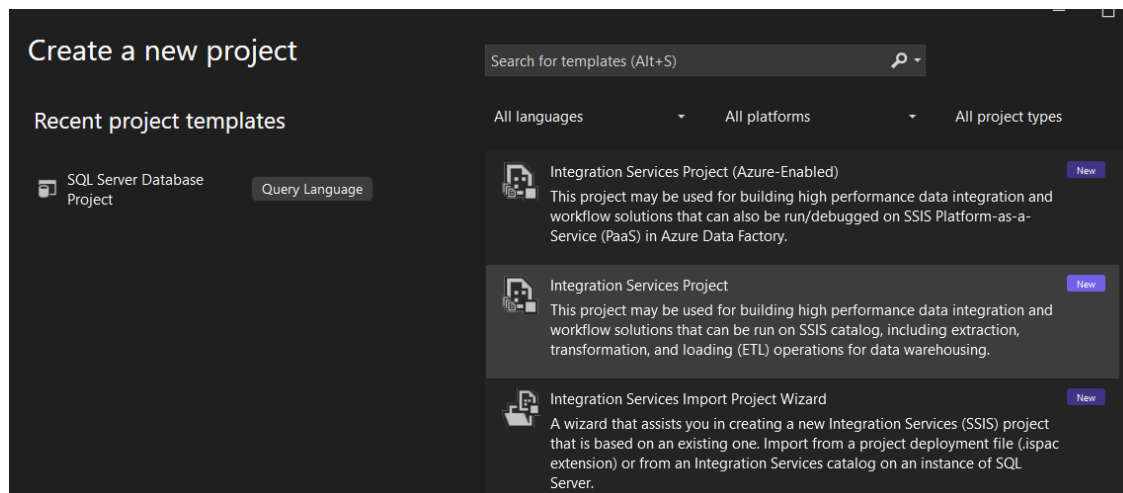 Create a new project
Search for templates (Alt+S)
Recent project templates
All languages
All platforms
All project types
SQL Server Database
Project
Query Language
Integration Services Project (Azure-Enabled)
New
This project may be used for building high performance data integration and
workflow solutions that can also be run/debugged on SSIS Platform-as-a-
Service (PaaS) in Azure Data Factory.
Integration Services Project
New
This project may be used for building high performance data integration and
workflow solutions that can be run on SSIS catalog, including extraction,
transformation, and loading (ETL) operations for data warehousing.
Integration Services Import Project Wizard
New
A wizard that assists you in creating a new Integration Services (SSIS) project
that is based on an existing one. Import from a project deployment file (.ispac
extension) or from an Integration Services catalog on an instance of SQL
Server.